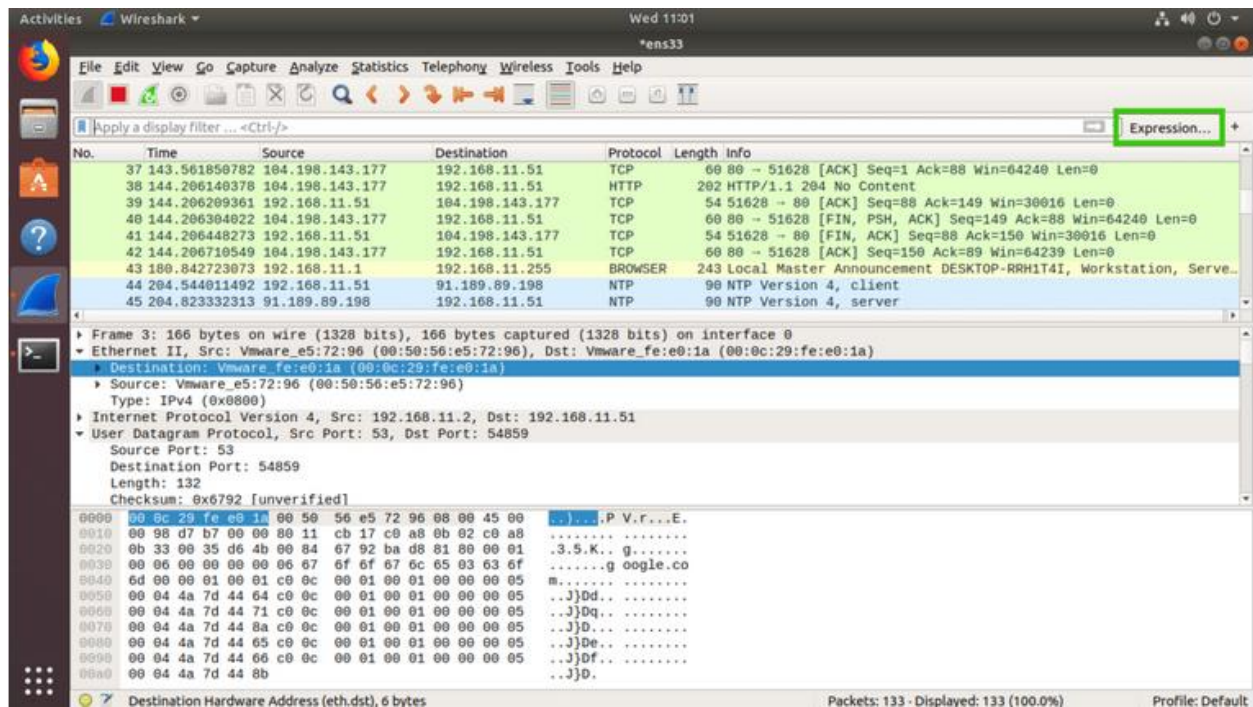 Activities Wireshark Wed 11:01
*ens33
File Edit View Go Capture Analyze Statistics Telephony Wireless Tools Help
Apply a display filter ... <Ctrl-/> Expression... +
No. Time Source Destination Protocol Length Info
37 143.561850782 104.198.143.177 192.168.11.51 TCP 60 80 → 51628 [ACK] Seq=1 Ack=88 Win=64240 Len=0
38 144.206140378 104.198.143.177 192.168.11.51 HTTP 202 HTTP/1.1 204 No Content
39 144.206209361 192.168.11.51 104.198.143.177 TCP 54 51628 → 80 [ACK] Seq=88 Ack=149 Win=30016 Len=0
40 144.206304022 104.198.143.177 192.168.11.51 TCP 60 80 → 51628 [FIN, PSH, ACK] Seq=149 Ack=88 Win=64240 Len=0
41 144.206448273 192.168.11.51 104.198.143.177 TCP 54 51628 → 80 [FIN, ACK] Seq=88 Ack=150 Win=30016 Len=0
42 144.206710549 104.198.143.177 192.168.11.51 TCP 60 80 → 51628 [ACK] Seq=150 Ack=89 Win=64239 Len=0
43 180.842723073 192.168.11.1 192.168.11.255 BROWSER 243 Local Master Announcement DESKTOP-RRH1T4I, Workstation, Serve…
44 204.544011492 192.168.11.51 91.189.89.198 NTP 90 NTP Version 4, client
45 204.823332313 91.189.89.198 192.168.11.51 NTP 90 NTP Version 4, server
Frame 3: 166 bytes on wire (1328 bits), 166 bytes captured (1328 bits) on interface 0
Ethernet II, Src: Vmware_e5:72:96 (00:50:56:e5:72:96), Dst: Vmware_fe:e0:1a (00:0c:29:fe:e0:1a)
Destination: Vmware_fe:e0:1a (00:0c:29:fe:e0:1a)
Source: Vmware_e5:72:96 (00:50:56:e5:72:96)
Type: IPv4 (0x0800)
Internet Protocol Version 4, Src: 192.168.11.2, Dst: 192.168.11.51
User Datagram Protocol, Src Port: 53, Dst Port: 54859
Source Port: 53
Destination Port: 54859
Length: 132
Checksum: 0x6792 [unverified]
0000 00 0c 29 fe e0 1a 00 50 56 e5 72 96 08 00 45 00 ..)....P V.r...E.
0010 00 98 d7 b7 00 00 80 11 cb 17 c0 a8 0b 02 c0 a8 ........ ........
0020 0b 33 00 35 d6 4b 00 84 67 92 ba d8 81 80 00 01 .3.5.K.. g.......
0030 00 06 00 00 00 00 06 67 6f 6f 67 6c 65 03 63 6f .......g oogle.co
0040 6d 00 00 01 00 01 c0 0c 00 01 00 01 00 00 00 05 m....... ........
0050 00 04 4a 7d 44 64 c0 0c 00 01 00 01 00 00 00 05 ..J}Dd.. ........
0060 00 04 4a 7d 44 71 c0 0c 00 01 00 01 00 00 00 05 ..J}Dq.. ........
0070 00 04 4a 7d 44 8a c0 0c 00 01 00 01 00 00 00 05 ..J}D... ........
0080 00 04 4a 7d 44 65 c0 0c 00 01 00 01 00 00 00 05 ..J}De.. ........
0090 00 04 4a 7d 44 66 c0 0c 00 01 00 01 00 00 00 05 ..J}Df.. ........
00a0 00 04 4a 7d 44 8b ..J}D.
Destination Hardware Address (eth.dst), 6 bytes Packets: 133 · Displayed: 133 (100.0%) Profile: Default